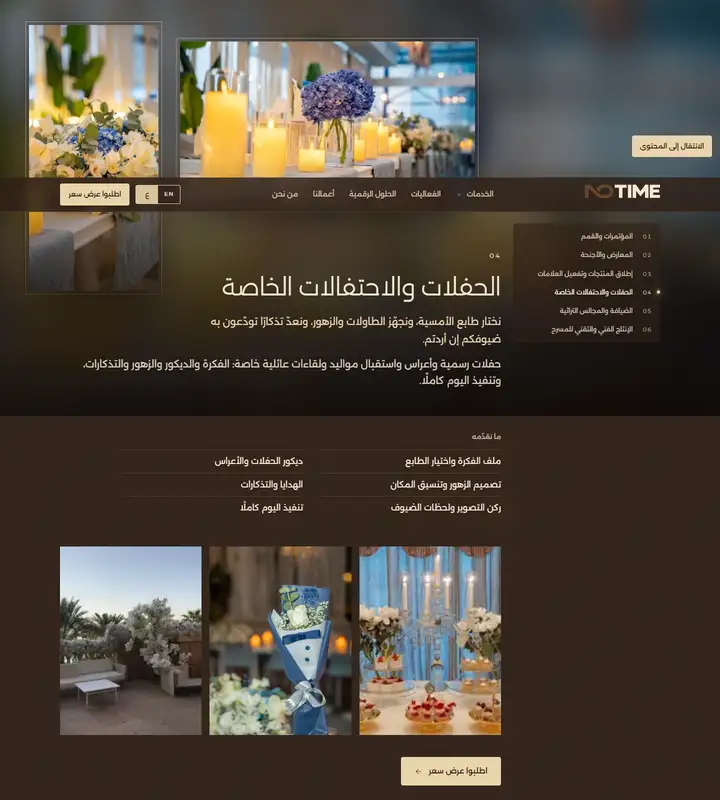 الانتقال إلى المحتوى
NOTIME
الخدمات
الفعاليات
الحلول الرقمية
أعمالنا
من نحن
EN
ع
اطلبوا عرض سعر
01 المؤتمرات والقمم
02 المعارض والأجنحة
03 إطلاق المنتجات وتفعيل العلامات
04 الحفلات والاحتفالات الخاصة
05 الضيافة والمجالس التراثية
06 الإنتاج الفني والتقني للمسرح
04
الحفلات والاحتفالات الخاصة
نختار طابع الأمسية، ونجهّز الطاولات والزهور، ونعدّ تذكارًا تودّعون به
ضيوفكم إن أردتم.
حفلات رسمية وأعراس واستقبال مواليد ولقاءات عائلية خاصة: الفكرة والديكور والزهور والتذكارات،
وتنفيذ اليوم كاملًا.
ما نقدّمه
ملف الفكرة واختيار الطابع
ديكور الحفلات والأعراس
تصميم الزهور وتنسيق المكان
الهدايا والتذكارات
ركن التصوير ولحظات الضيوف
تنفيذ اليوم كاملًا
اطلبوا عرض سعر ←